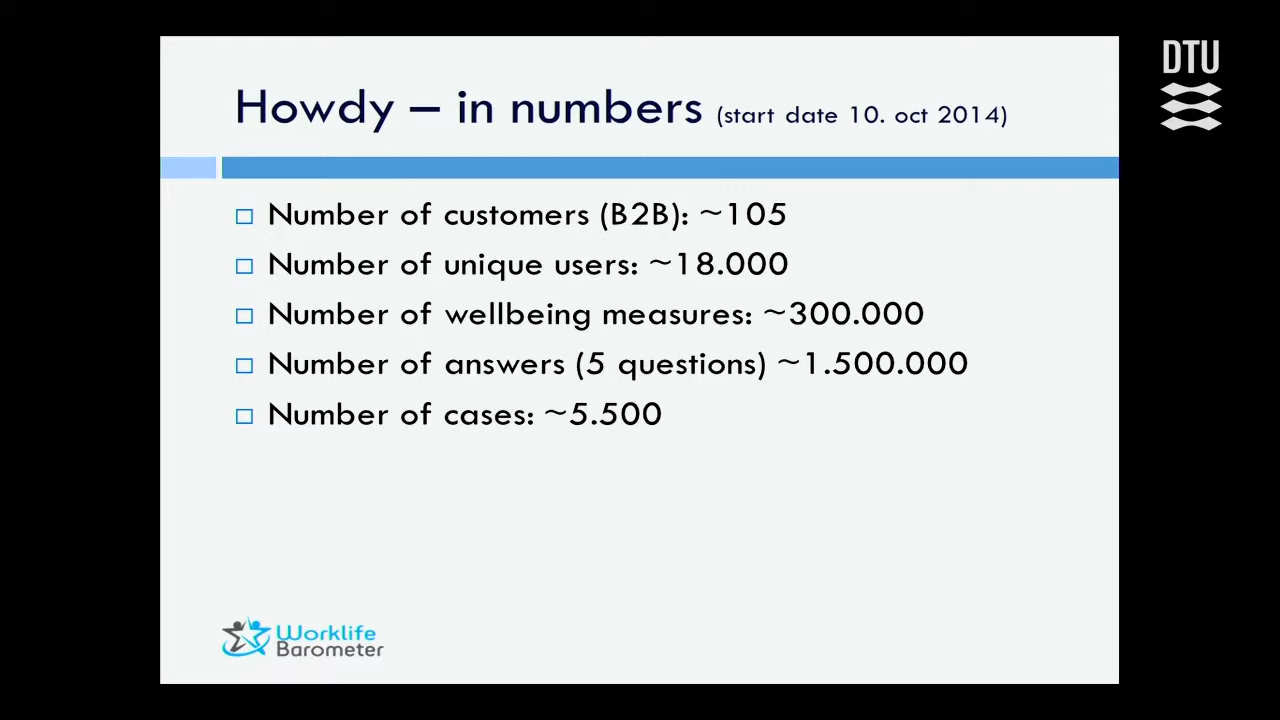 DTU
Howdy – in numbers (start date 10. oct 2014)
Number of customers (B2B): ~105
Number of unique users: ~18.000
Number of wellbeing measures: ~300.000
Number of answers (5 questions) ~1.500.000
Number of cases: ~5.500
Worklife
Barometer